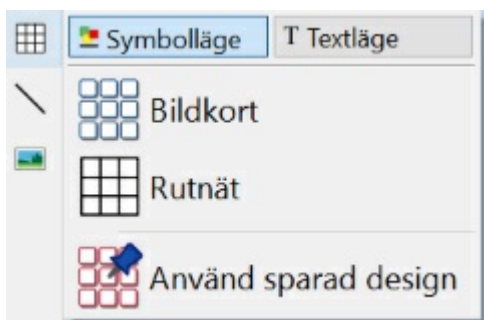 Symbolläge
T Textläge
Bildkort
Rutnät
Använd sparad design